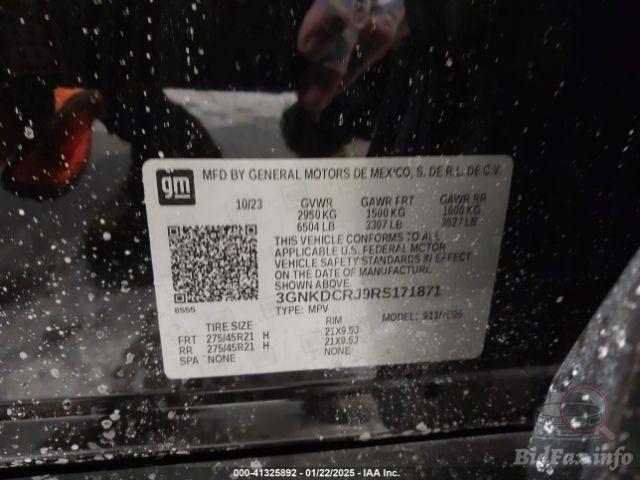 gm
MFD BY GENERAL MOTORS DE MEXICO, S. DE R.L. DE C.V.
10/23 GVWR GAWR FRT GAWR RR
2950 KG 1500 KG 1600 KG
6504 LB 3307 LB 3527 LB
THIS VEHICLE CONFORMS TO ALL
APPLICABLE U.S. FEDERAL MOTOR
VEHICLE SAFETY STANDARDS IN EFFECT
ON THE DATE OF MANUFACTURE
SHOWN ABOVE.
8555
3GNKDCRJ9RS171871
TYPE: MPV MODEL:
TIRE SIZE RIM
FRT 275/45R21 H 21X9.5J
RR 275/45R21 H 21X9.5J
SPA NONE NONE
BidFax.info
000-41325892 - 01/22/2025 - IAA Inc.